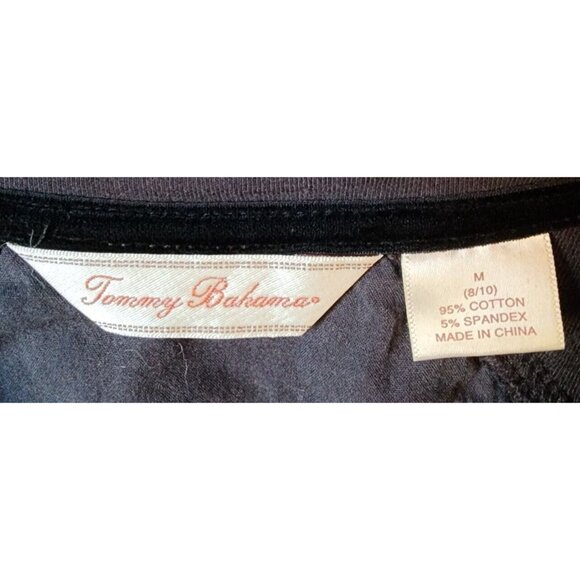 Tommy Bahama®
M
(8/10)
95% COTTON
5% SPANDEX
MADE IN CHINA